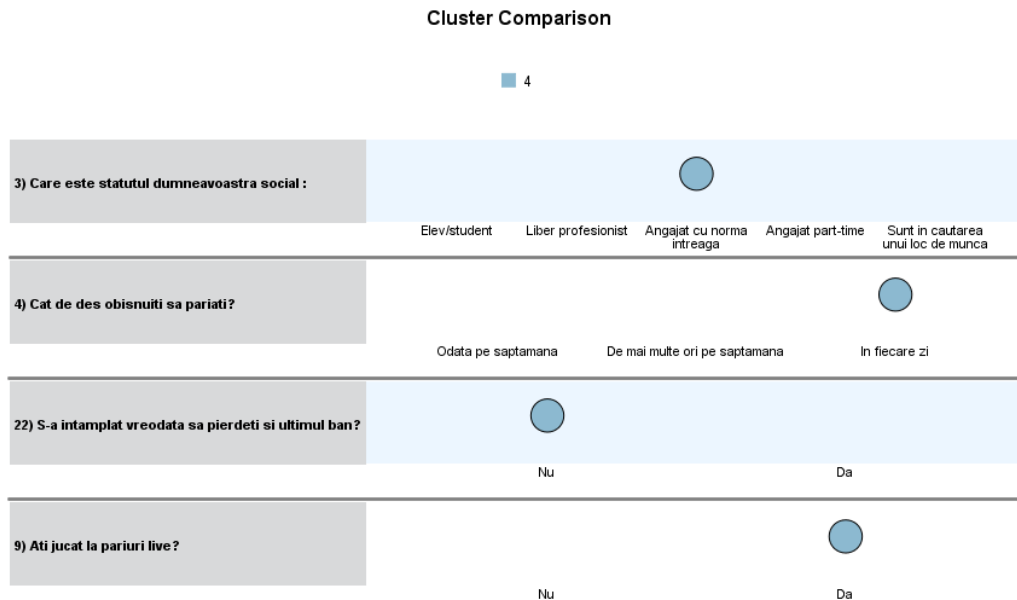 Cluster Comparison
4
3) Care este statutul dumneavoastra social :
Elev/student
Liber profesionist
Angajat cu norma
intreaga
Angajat part-time
Sunt in cautarea
unui loc de munca
4) Cat de des obisnuiti sa pariati?
Odata pe saptamana
De mai multe ori pe saptamana
In fiecare zi
22) S-a intamplat vreodata sa pierdeti si ultimul ban?
Nu
Da
9) Ati jucat la pariuri live?
Nu
Da